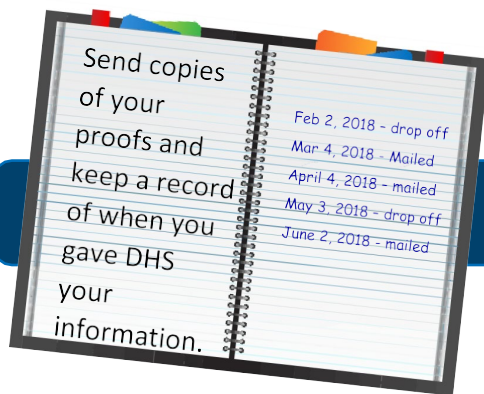 Send copies
of your
proofs and
keep a record
of when you
gave DHS
your
information.
Feb 2, 2018 - drop off
Mar 4, 2018 - Mailed
April 4, 2018 - mailed
May 3, 2018 - drop off
June 2, 2018 - mailed